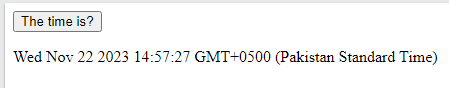 The time is?
Wed Nov 22 2023 14:57:27 GMT+0500 (Pakistan Standard Time)